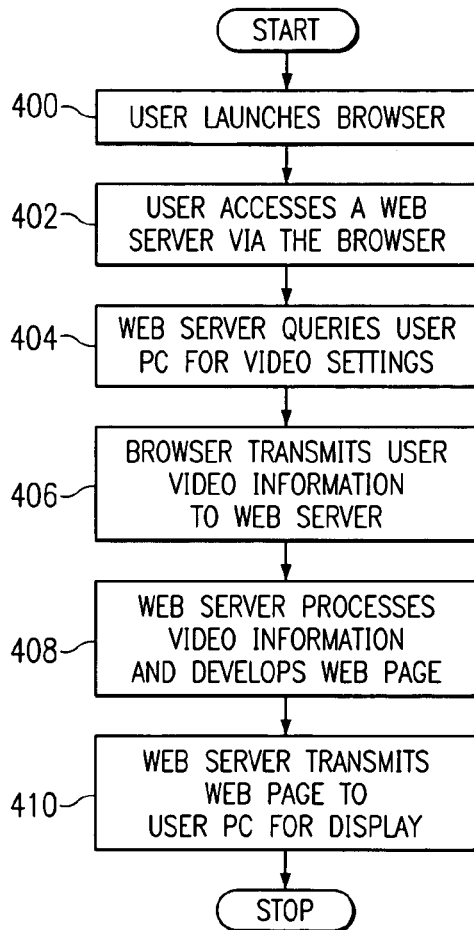 START
400
USER LAUNCHES BROWSER
402
USER ACCESSES A WEB
SERVER VIA THE BROWSER
404
WEB SERVER QUERIES USER
PC FOR VIDEO SETTINGS
406
BROWSER TRANSMITS USER
VIDEO INFORMATION
TO WEB SERVER
408
WEB SERVER PROCESSES
VIDEO INFORMATION
AND DEVELOPS WEB PAGE
410
WEB SERVER TRANSMITS
WEB PAGE TO
USER PC FOR DISPLAY
STOP